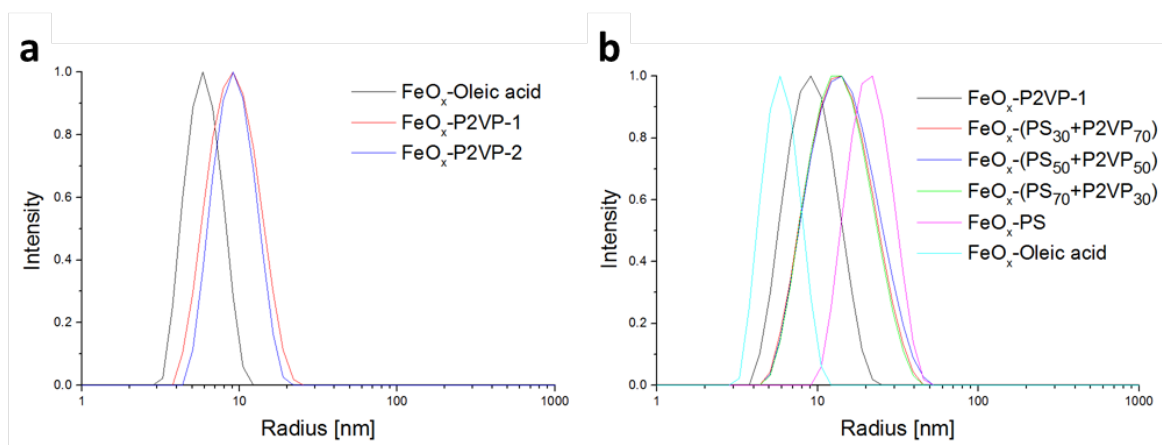 a
1.0
0.8
0.6
0.4
0.2
0.0
Intensity
1
10
100
1000
Radius [nm]
FeOₓ-Oleic acid
FeOₓ-P2VP-1
FeOₓ-P2VP-2
b
1.0
0.8
0.6
0.4
0.2
0.0
Intensity
1
10
100
1000
Radius [nm]
FeOₓ-P2VP-1
FeOₓ-(PS₃₀+P2VP₇₀)
FeOₓ-(PS₅₀+P2VP₅₀)
FeOₓ-(PS₇₀+P2VP₃₀)
FeOₓ-PS
FeOₓ-Oleic acid